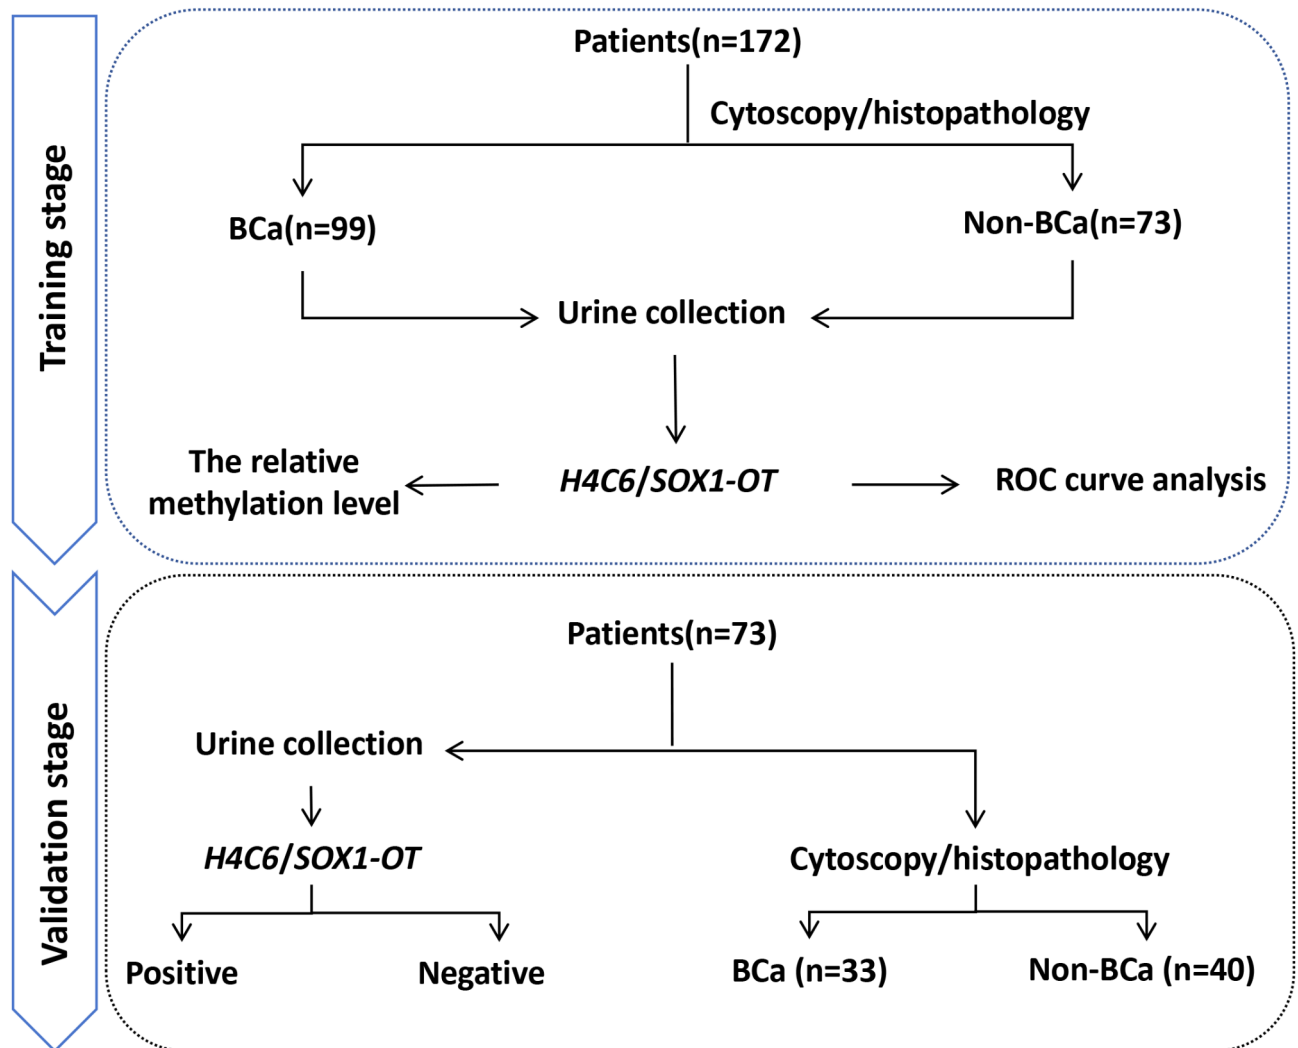 Training stage
Patients(n=172)
Cytoscopy/histopathology
BCa(n=99)
Non-BCa(n=73)
Urine collection
The relative
methylation level
H4C6/SOX1-OT
ROC curve analysis
Validation stage
Patients(n=73)
Urine collection
H4C6/SOX1-OT
Cytoscopy/histopathology
Positive
Negative
BCa (n=33)
Non-BCa (n=40)